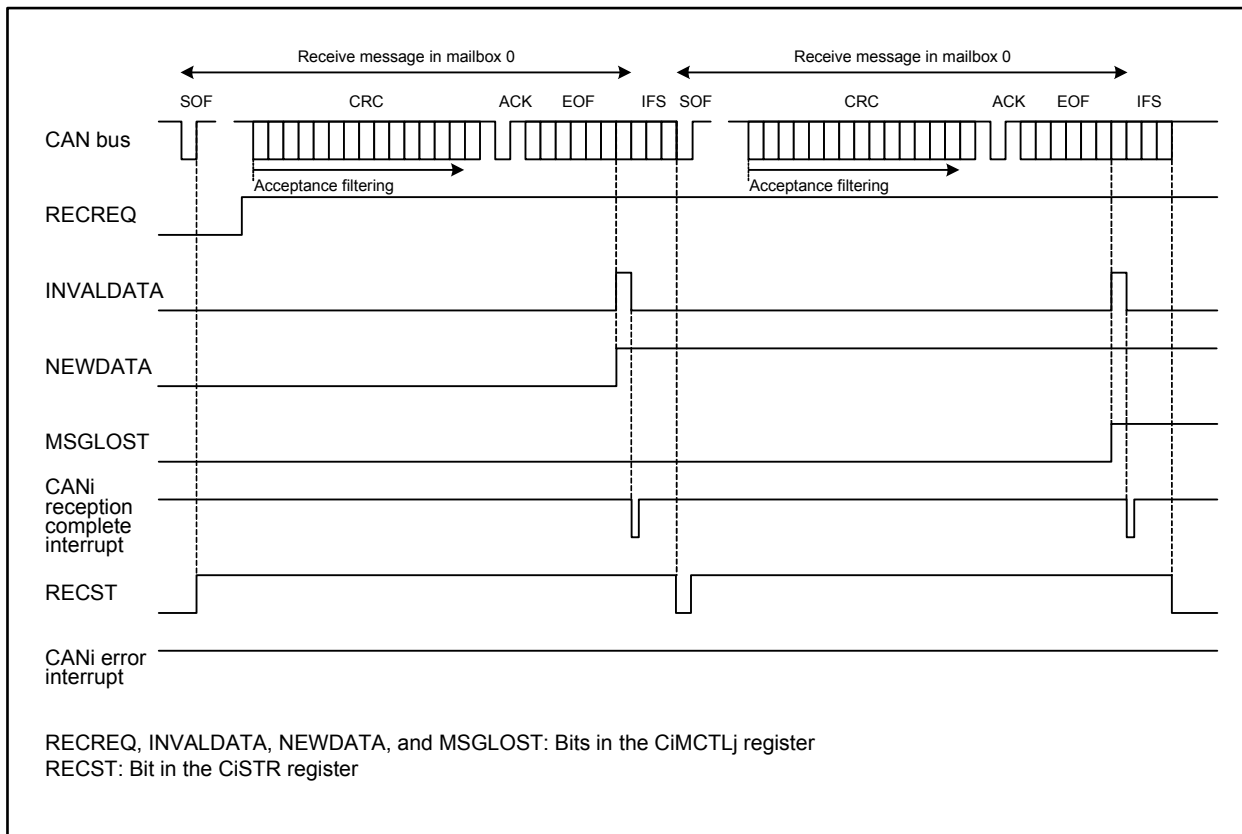 Receive message in mailbox 0 Receive message in mailbox 0
SOF CRC ACK EOF IFS SOF CRC ACK EOF IFS
CAN bus
Acceptance filtering Acceptance filtering
RECREQ
INVALDATA
NEWDATA
MSGLOST
CANi
reception
complete
interrupt
RECST
CANi error
interrupt
RECREQ, INVALDATA, NEWDATA, and MSGLOST: Bits in the CiMCTLj register
RECST: Bit in the CiSTR register